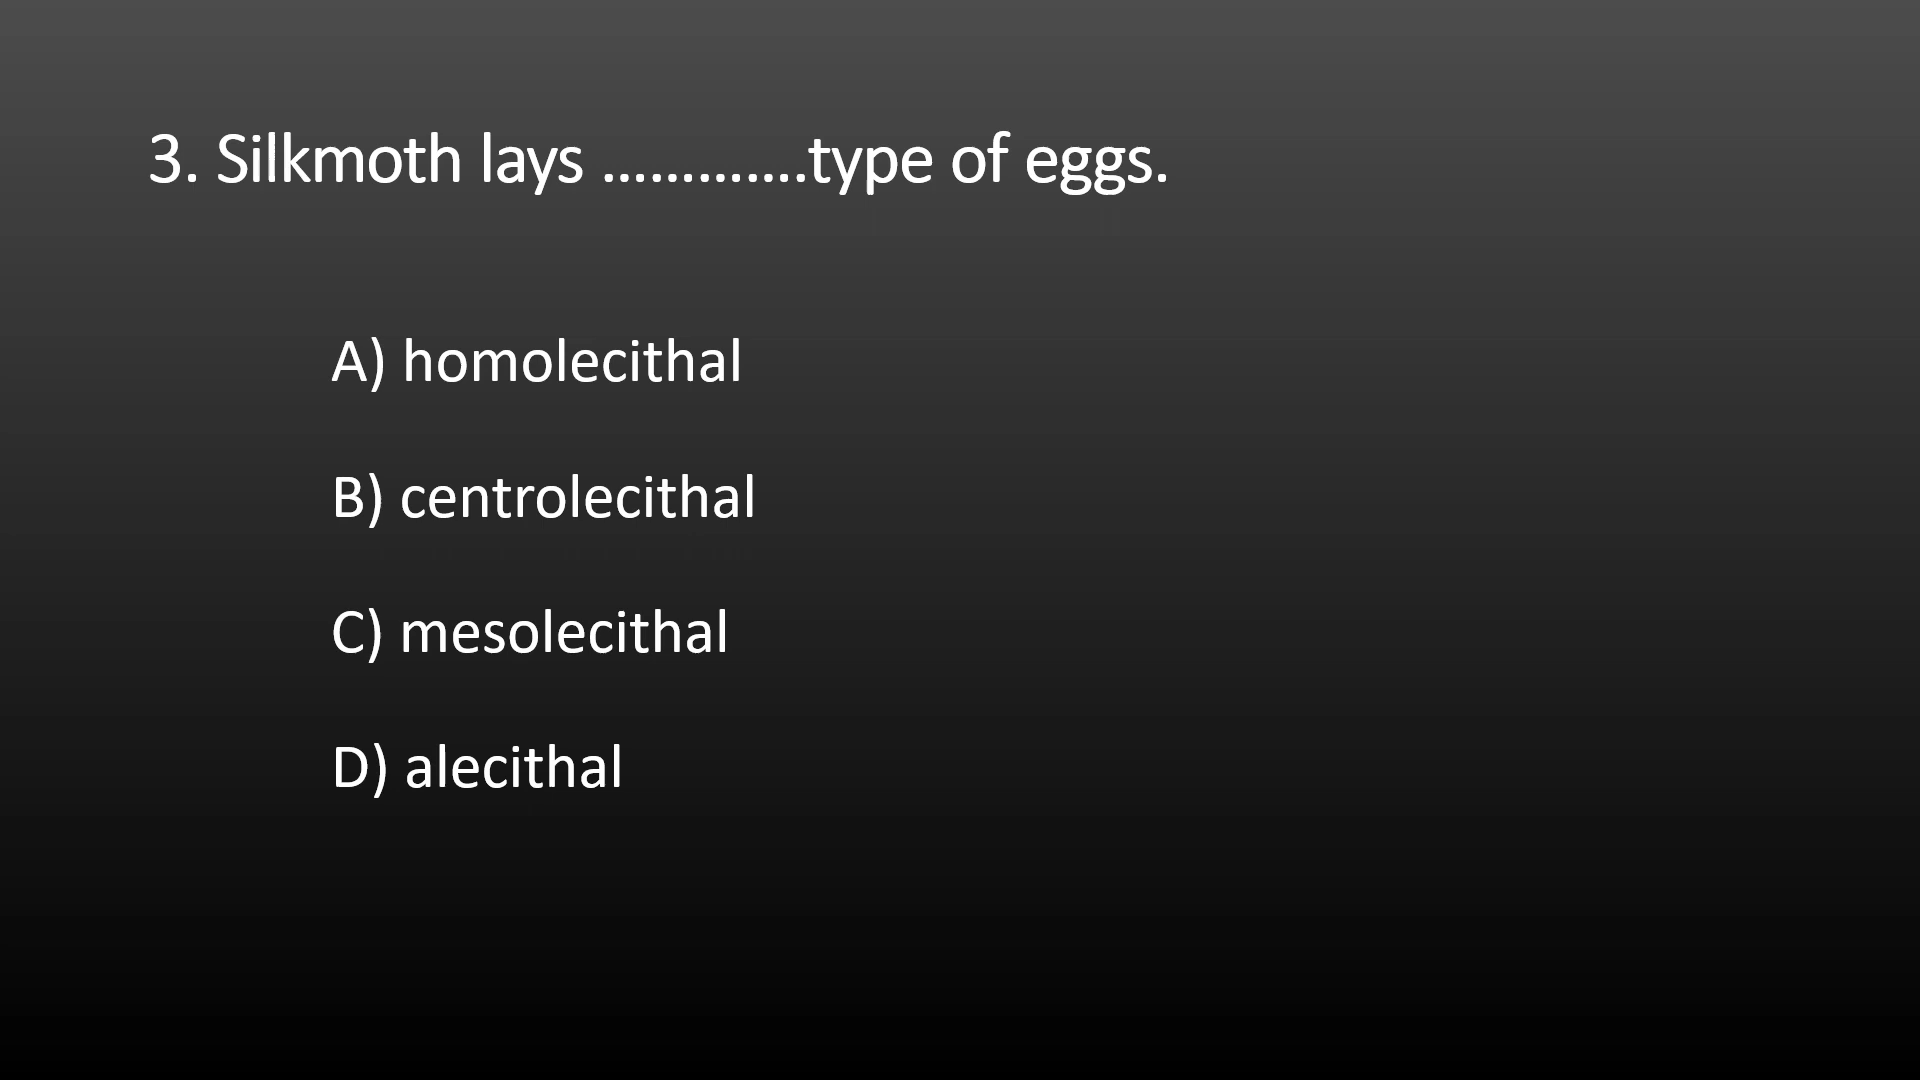 3. Silkmoth lays ………….type of eggs.
A) homolecithal
B) centrolecithal
C) mesolecithal
D) alecithal